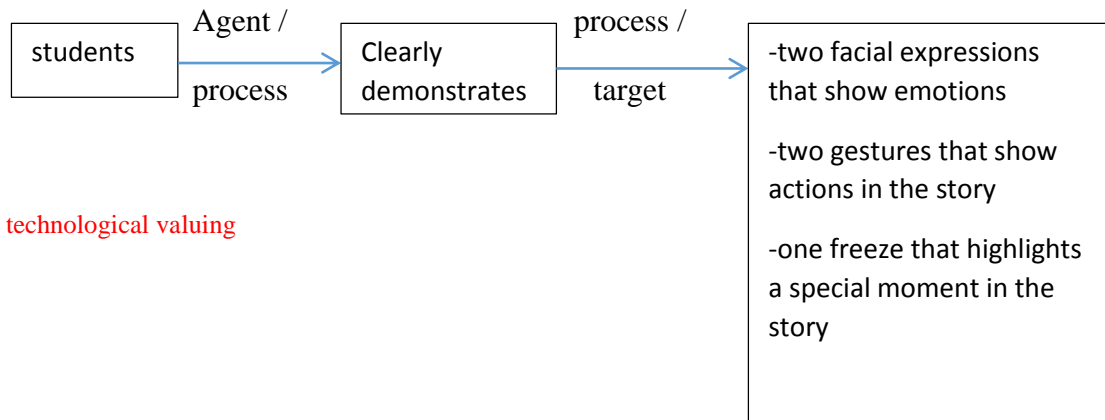 students
Agent /
process
Clearly
demonstrates
process /
target
-two facial expressions
that show emotions
-two gestures that show
actions in the story
-one freeze that highlights
a special moment in the
story
technological valuing